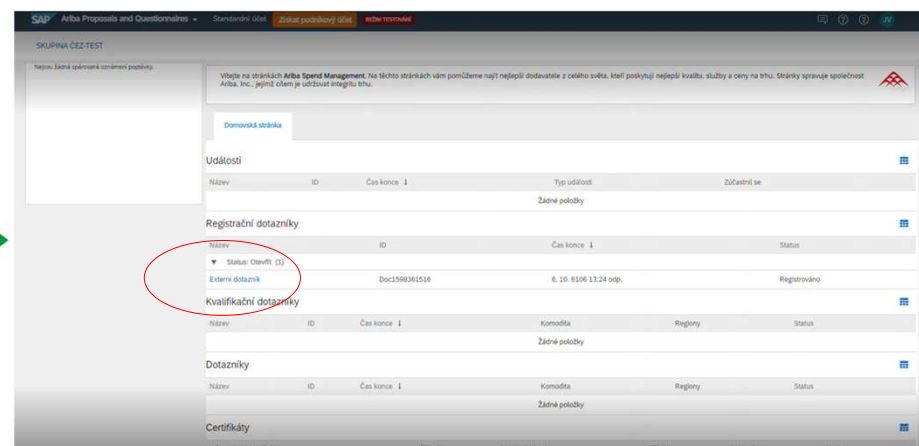 SAP Ariba Proposals and Questionnaires Standardní účet Získat podnikový účet REŽIM TESTOVÁNÍ JV
SKUPINA ČEZ-TEST
Nejsou žádná spárovaná oznámení poptávky.
Vítejte na stránkách Ariba Spend Management. Na těchto stránkách vám pomůžeme najít nejlepší dodavatele z celého světa, kteří poskytují nejlepší kvalitu, služby a ceny na trhu. Stránky spravuje společnost
Ariba, Inc., jejímž cílem je udržovat integritu trhu.
Domovská stránka
Události
Název ID Čas konce ↓ Typ události Zúčastnil se
Žádné položky
Registrační dotazníky
Název ID Čas konce ↓ Status
▼ Status: Otevřít (1)
Externí dotazník Doc1598361516 6. 10. 6106 13:24 odp. Registrováno
Kvalifikační dotazníky
Název ID Čas konce ↓ Komodita Regiony Status
Žádné položky
Dotazníky
Název ID Čas konce ↓ Komodita Regiony Status
Žádné položky
Certifikáty